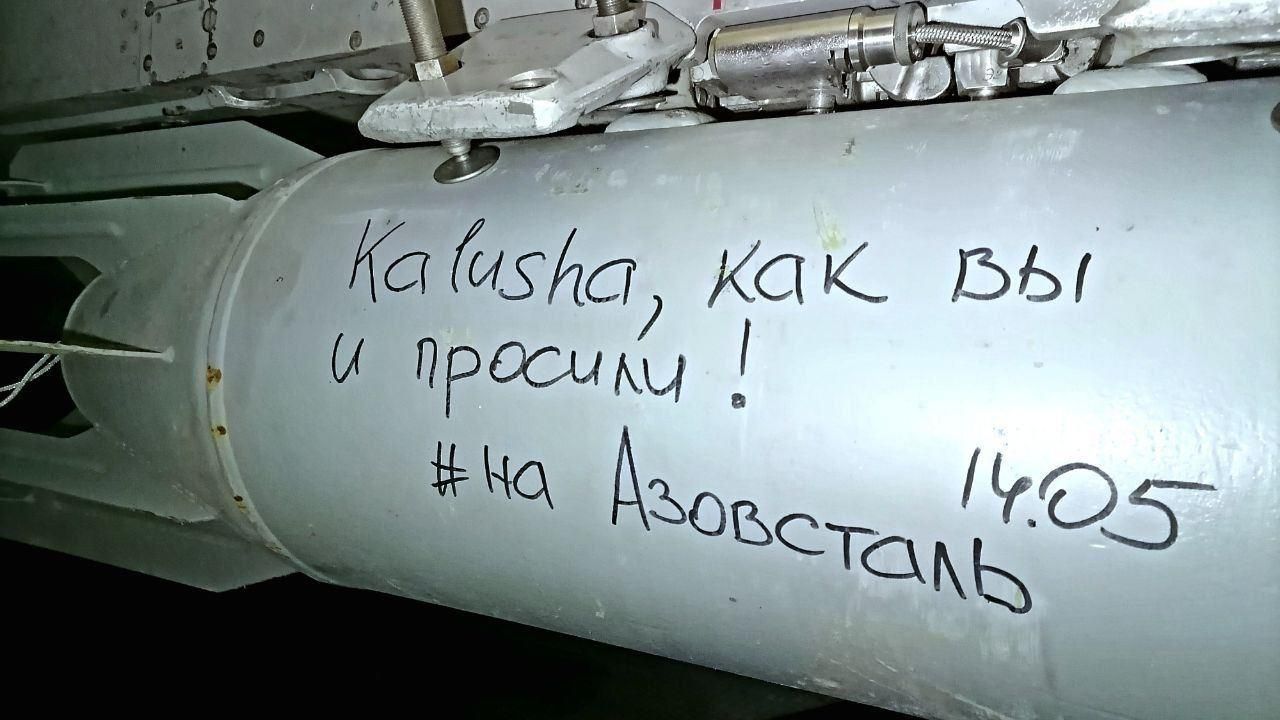 Kalusha, как вы
и просили!
#на Азовсталь
14.05